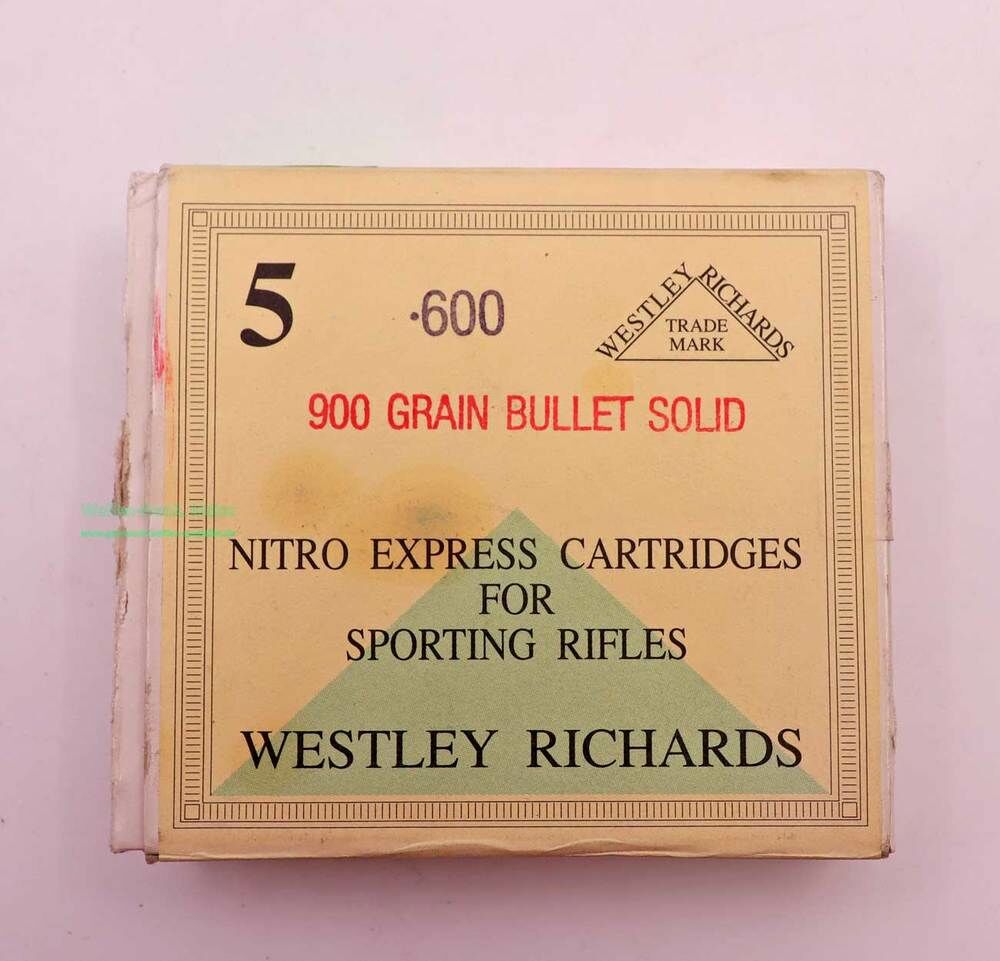 5
·600
WESTLEY RICHARDS
TRADE
MARK
900 GRAIN BULLET SOLID
NITRO EXPRESS CARTRIDGES
FOR
SPORTING RIFLES
WESTLEY RICHARDS